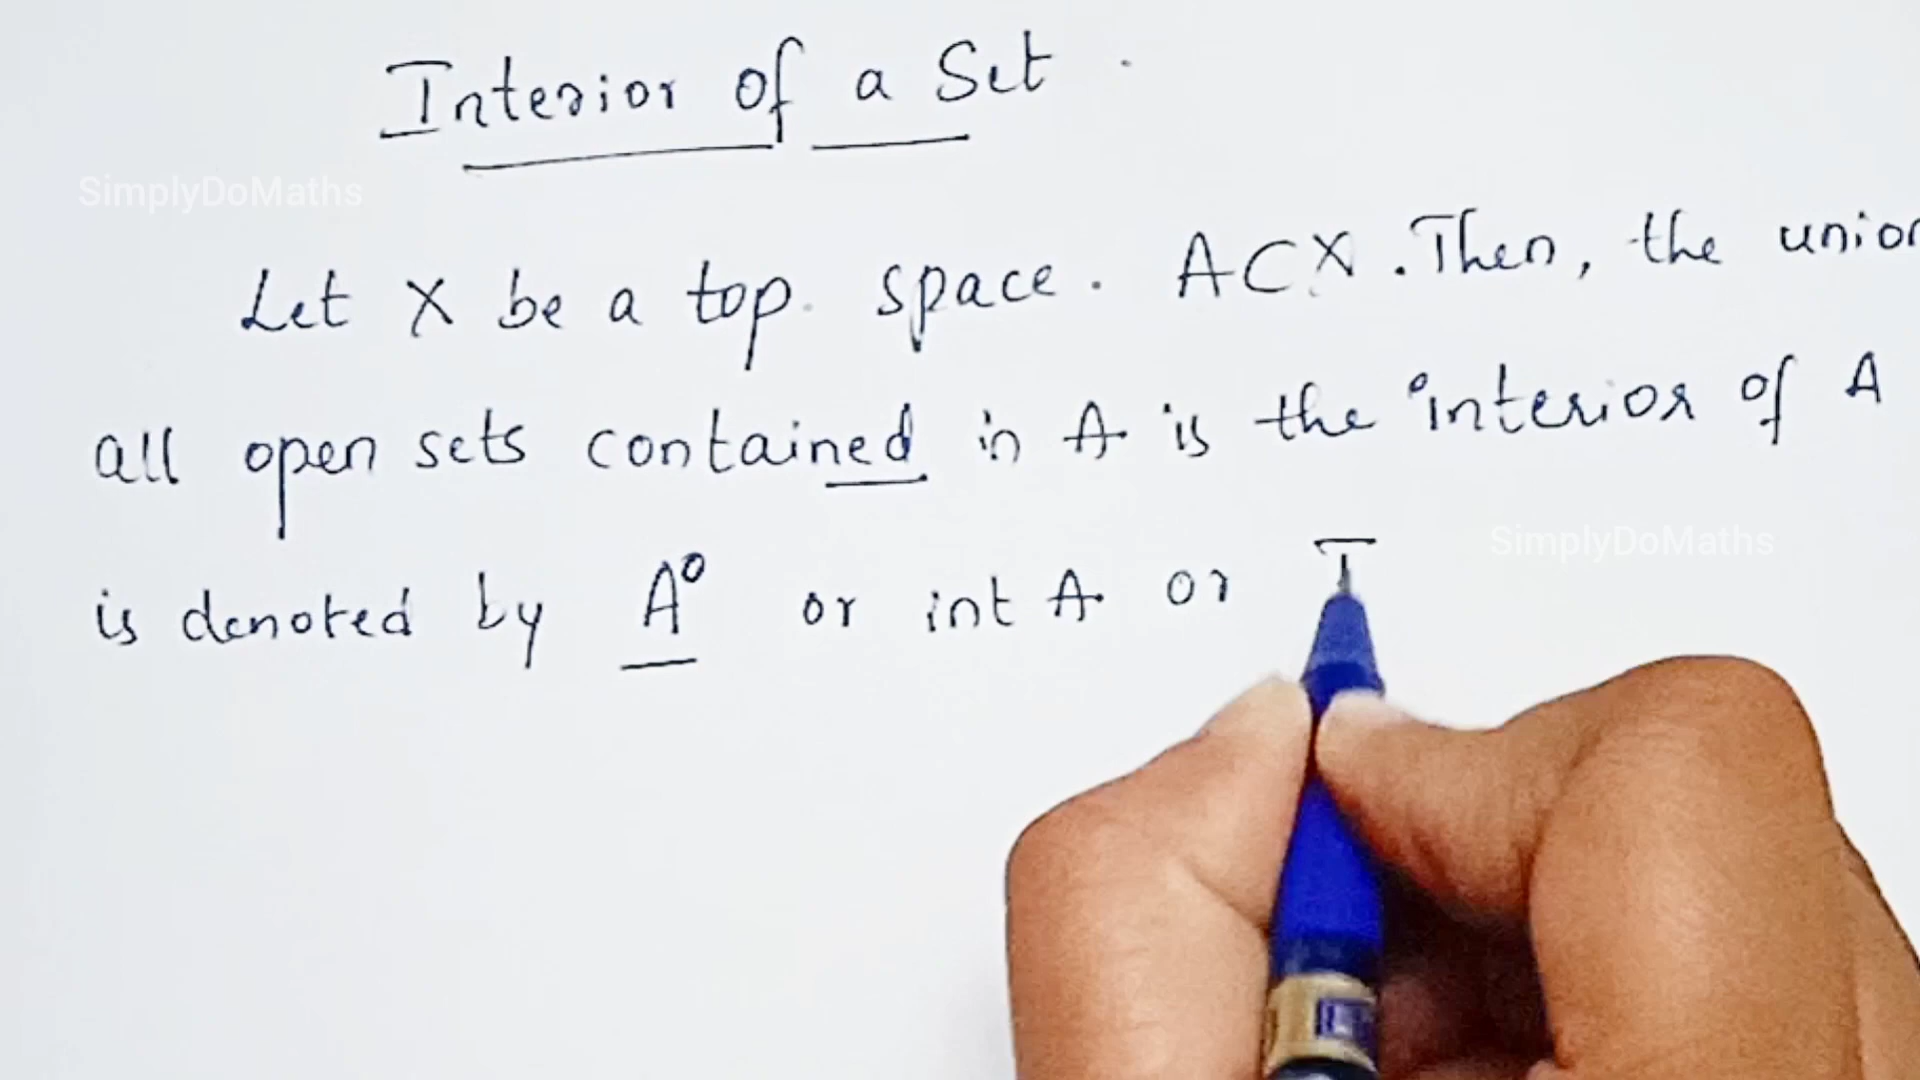 Interior of a Set.
SimplyDoMaths
Let X be a top. space. A⊂X. Then, the union
all open sets contained in A is the interior of A
SimplyDoMaths
is denoted by A° or int A or I